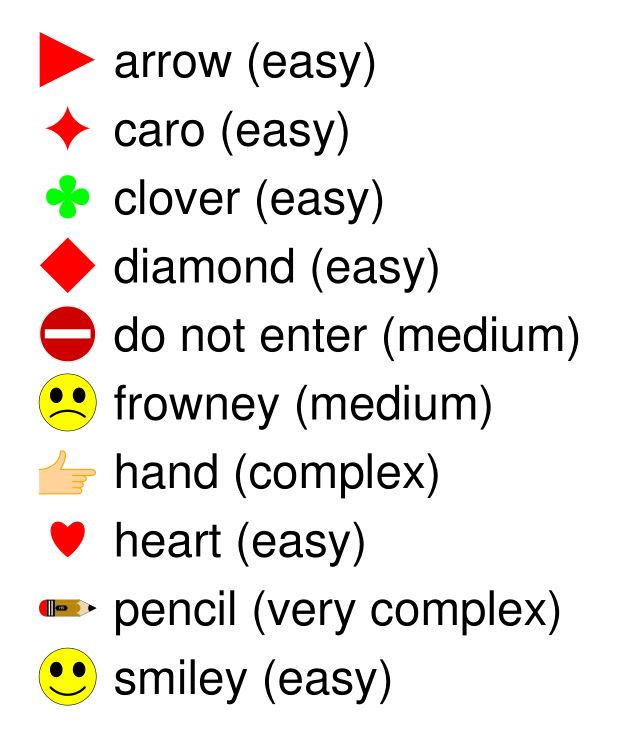 arrow (easy)
caro (easy)
clover (easy)
diamond (easy)
do not enter (medium)
frowney (medium)
hand (complex)
heart (easy)
pencil (very complex)
smiley (easy)